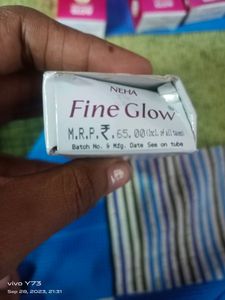 NEHA
Fine Glow
M.R.P.₹.65.00(Incl. of all taxes)
Batch No. & Mfg. Date See on tube
vivo Y73
Sep 28, 2023, 21:31